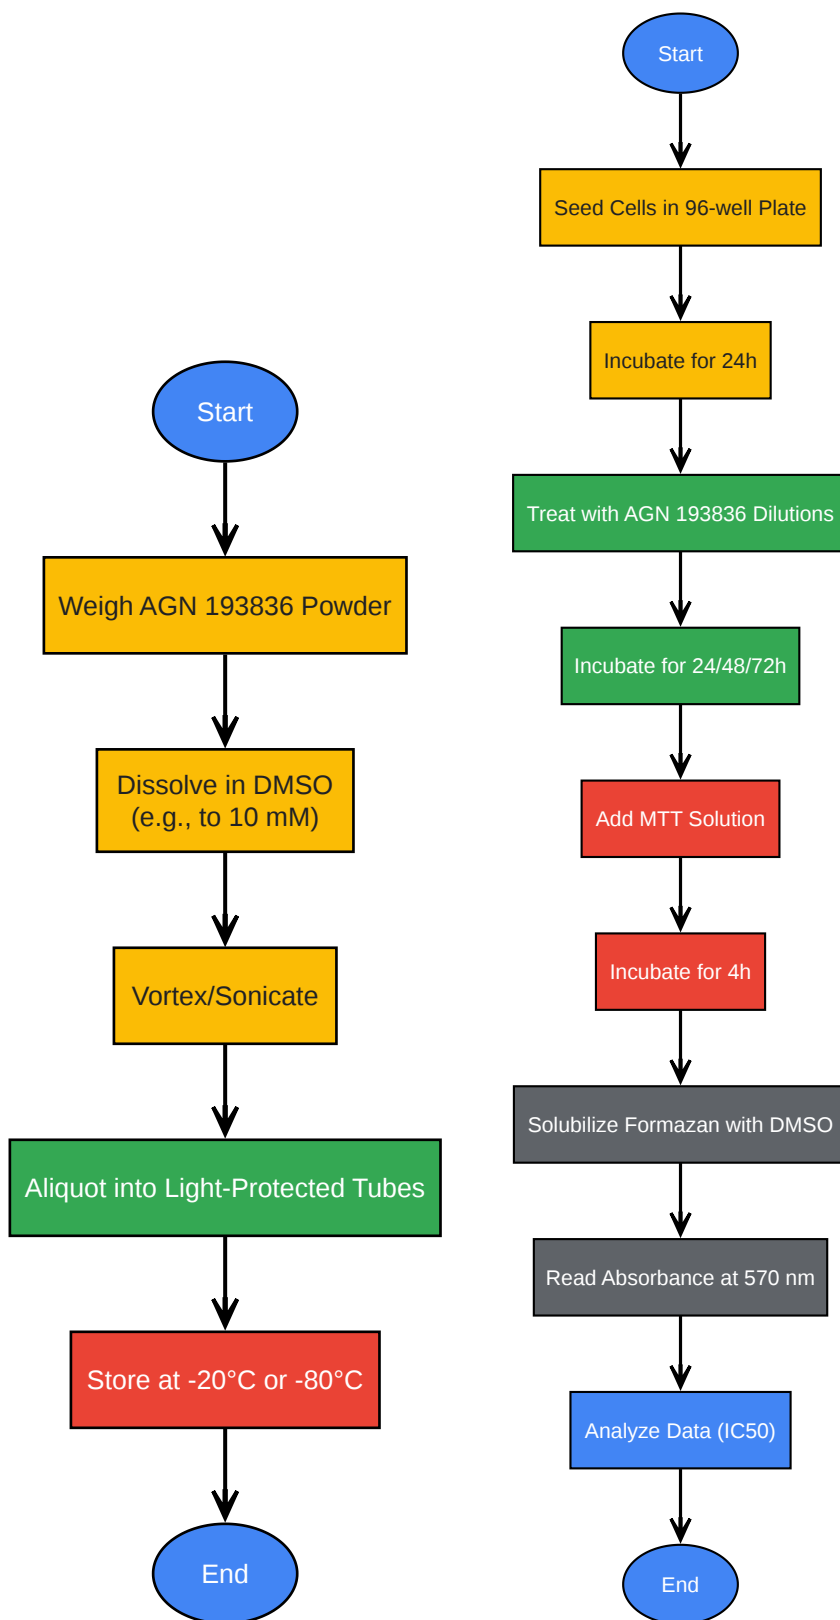 Start
Weigh AGN 193836 Powder
Dissolve in DMSO
(e.g., to 10 mM)
Vortex/Sonicate
Aliquot into Light-Protected Tubes
Store at -20°C or -80°C
End
Start
Seed Cells in 96-well Plate
Incubate for 24h
Treat with AGN 193836 Dilutions
Incubate for 24/48/72h
Add MTT Solution
Incubate for 4h
Solubilize Formazan with DMSO
Read Absorbance at 570 nm
Analyze Data (IC50)
End